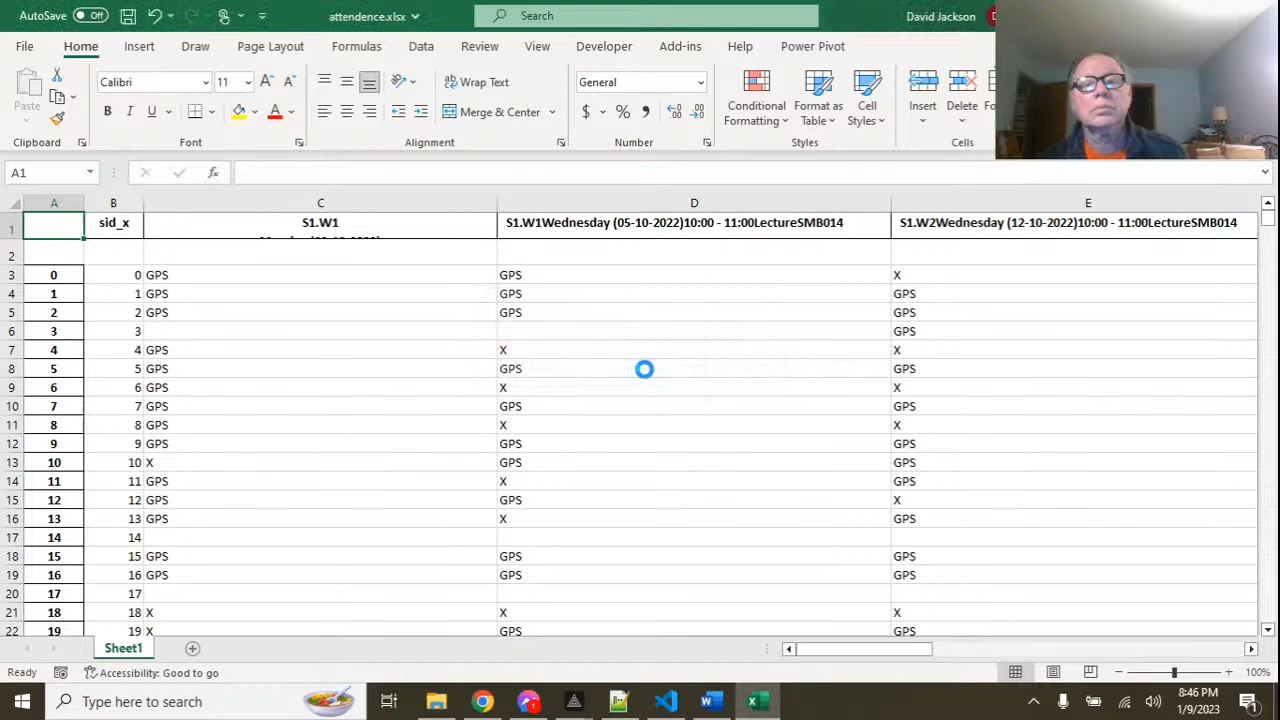 AutoSave Off attendence.xlsx Search David Jackson
File Home Insert Draw Page Layout Formulas Data Review View Developer Add-ins Help Power Pivot
Paste Calibri 11 A A Wrap Text General Conditional Formatting Format as Table Cell Styles Insert Delete
B I U A Merge & Center $ % 9
Clipboard Font Alignment Number Styles Cells
A1 fx
A B C D E
1 sid_x S1.W1 S1.W1Wednesday (05-10-2022)10:00 - 11:00LectureSMB014 S1.W2Wednesday (12-10-2022)10:00 - 11:00LectureSMB014
2
3 0 0 GPS GPS X
4 1 1 GPS GPS GPS
5 2 2 GPS GPS GPS
6 3 3 GPS
7 4 4 GPS X X
8 5 5 GPS GPS GPS
9 6 6 GPS X X
10 7 7 GPS GPS GPS
11 8 8 GPS X X
12 9 9 GPS GPS GPS
13 10 10 X GPS GPS
14 11 11 GPS X GPS
15 12 12 GPS GPS X
16 13 13 GPS X GPS
17 14 14
18 15 15 GPS GPS GPS
19 16 16 GPS GPS GPS
20 17 17
21 18 18 X X X
22 19 19 X GPS GPS
Sheet1
Ready Accessibility: Good to go 100%
Type here to search 1 8:46 PM
1/9/2023 1